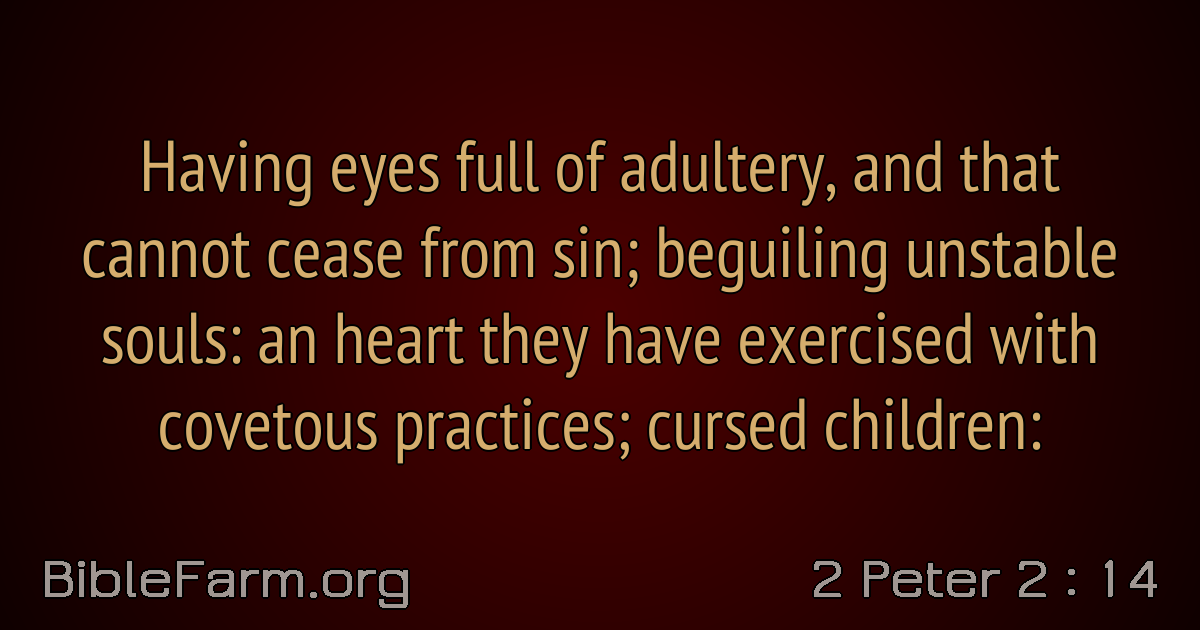 Having eyes full of adultery, and that
cannot cease from sin; beguiling unstable
souls: an heart they have exercised with
covetous practices; cursed children:
BibleFarm.org
2 Peter 2 : 14